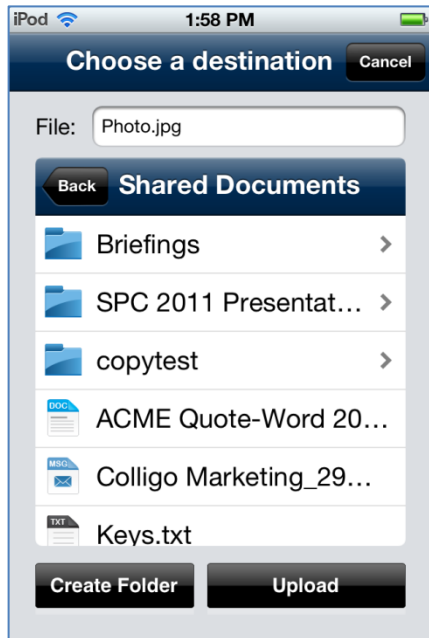 iPod 1:58 PM
Choose a destination Cancel
File: Photo.jpg
Back Shared Documents
Briefings
SPC 2011 Presentat...
copytest
DOC
ACME Quote-Word 20...
MSG
Colligo Marketing_29...
TXT
Keys.txt
Create Folder Upload